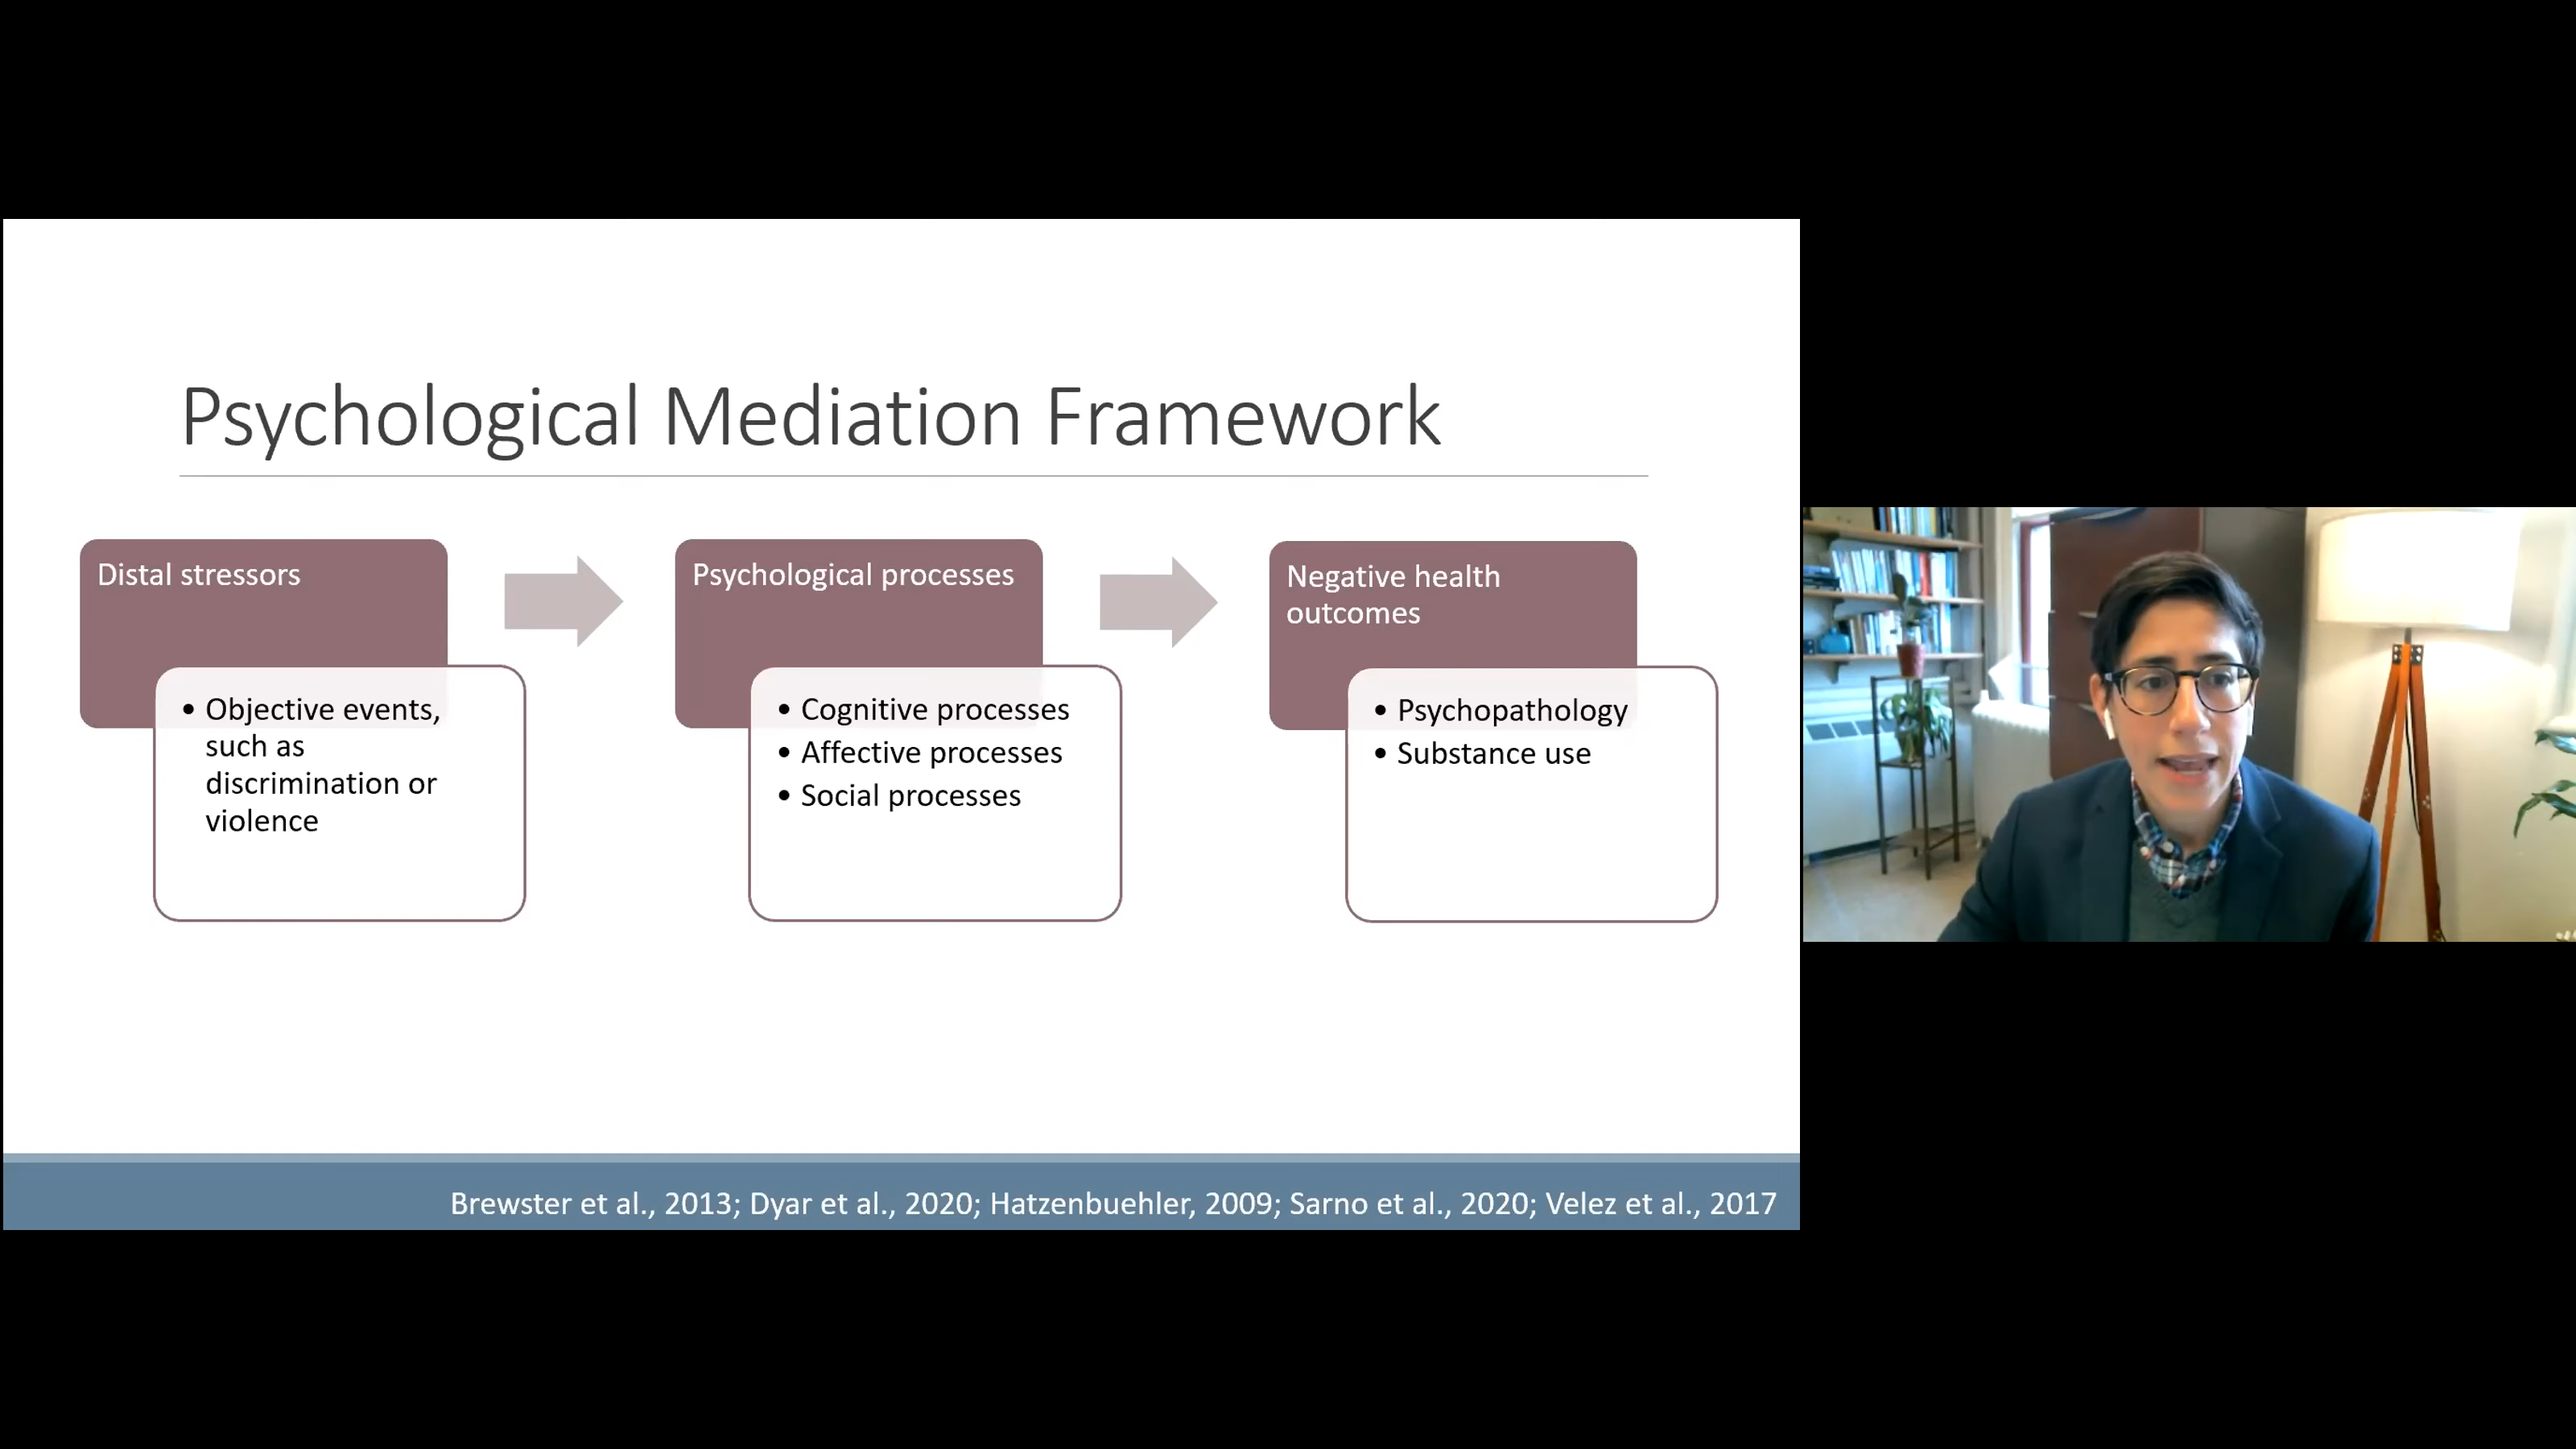 Psychological Mediation Framework
Distal stressors
• Objective events,
such as
discrimination or
violence
Psychological processes
• Cognitive processes
• Affective processes
• Social processes
Negative health
outcomes
• Psychopathology
• Substance use
Brewster et al., 2013; Dyar et al., 2020; Hatzenbuehler, 2009; Sarno et al., 2020; Velez et al., 2017